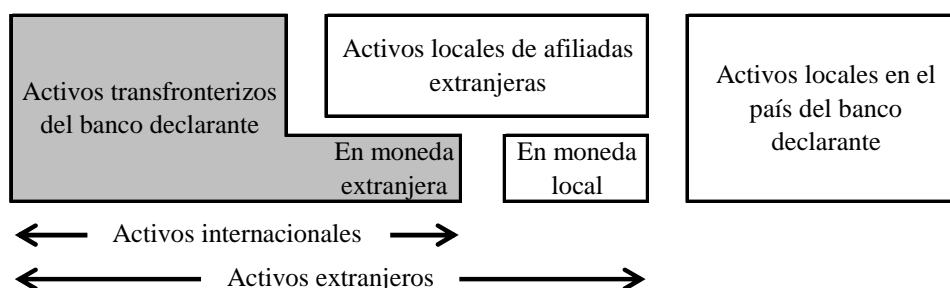 Activos transfronterizos
del banco declarante
Activos locales de afiliadas
extranjeras
En moneda
extranjera
En moneda
local
Activos locales en el
país del banco
declarante
Activos internacionales
Activos extranjeros